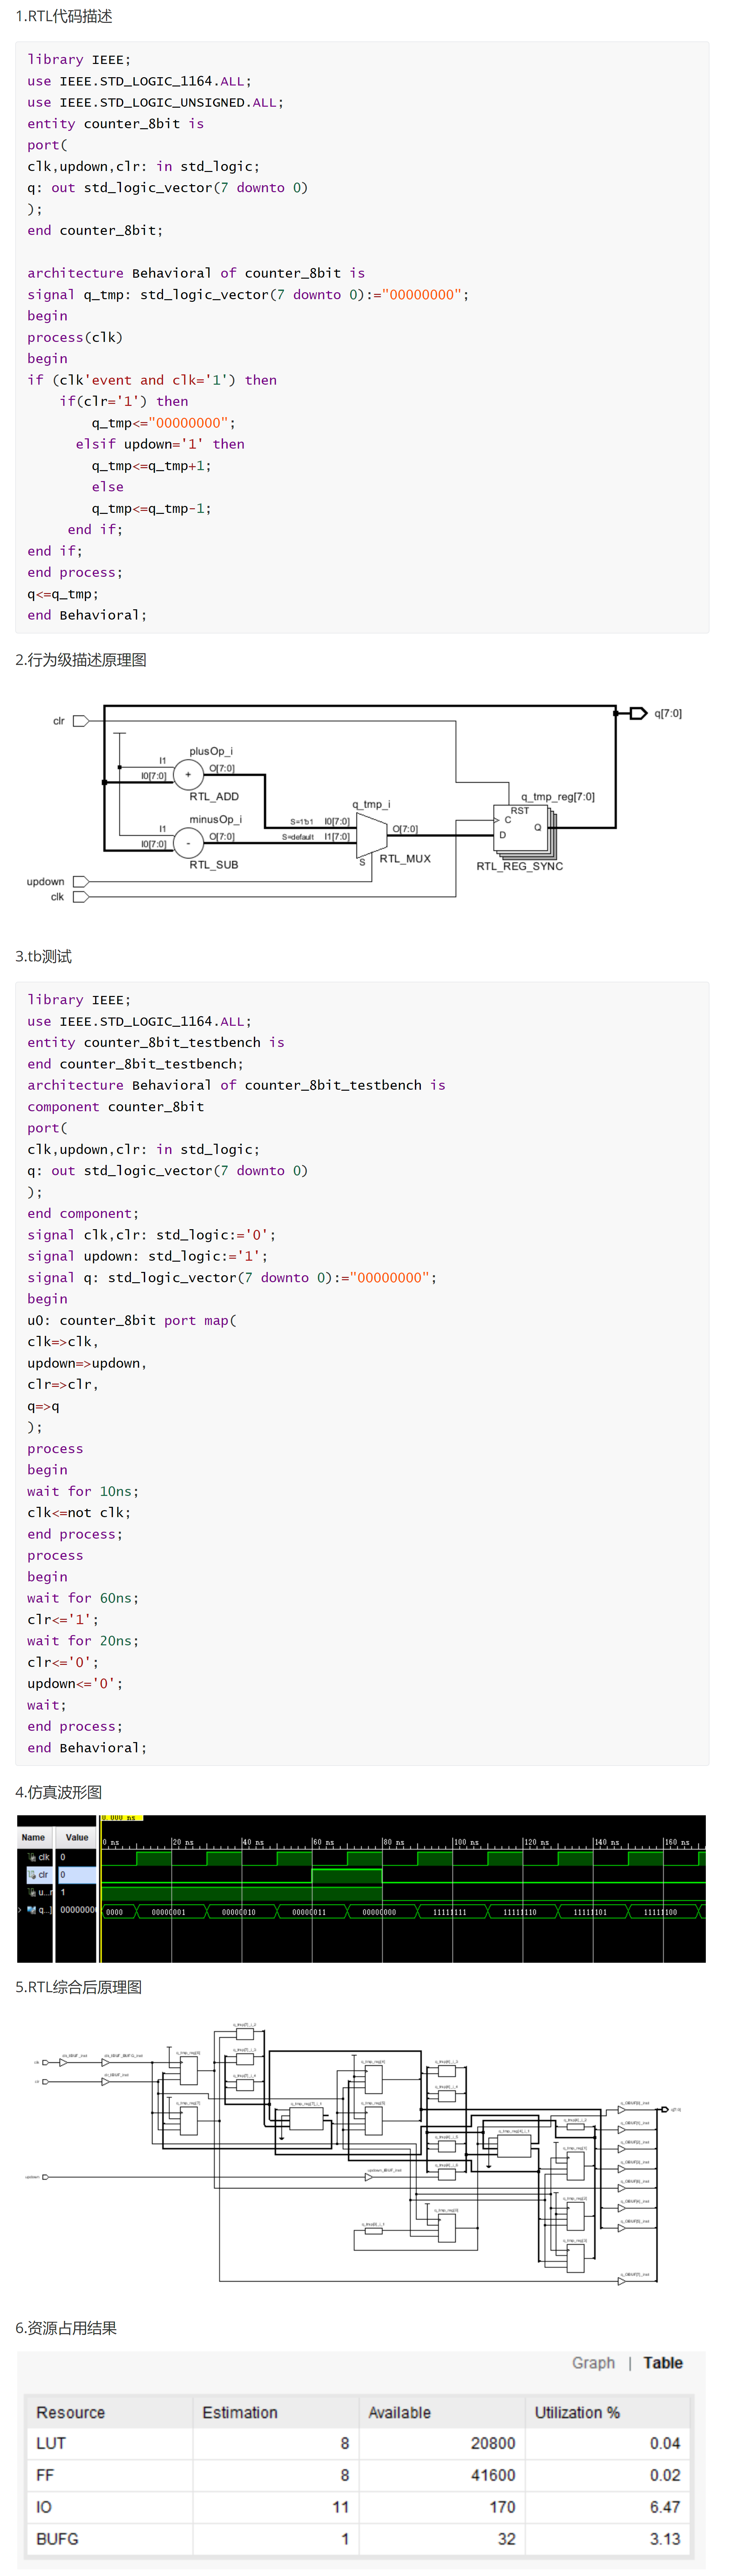 1.RTL代码描述
library IEEE;
use IEEE.STD_LOGIC_1164.ALL;
use IEEE.STD_LOGIC_UNSIGNED.ALL;
entity counter_8bit is
port(
clk,updown,clr: in std_logic;
q: out std_logic_vector(7 downto 0)
);
end counter_8bit;
architecture Behavioral of counter_8bit is
signal q_tmp: std_logic_vector(7 downto 0):="00000000";
begin
process(clk)
begin
if (clk'event and clk='1') then
if(clr='1') then
q_tmp<="00000000";
elsif updown='1' then
q_tmp<=q_tmp+1;
else
q_tmp<=q_tmp-1;
end if;
end if;
end process;
q<=q_tmp;
end Behavioral;
2.行为级描述原理图
clr
q[7:0]
plusOp_i
I1
I0[7:0]
+
O[7:0]
RTL_ADD
minusOp_i
I1
I0[7:0]
-
O[7:0]
RTL_SUB
q_tmp_i
S=1'b1 I0[7:0]
S=default I1[7:0]
O[7:0]
S
RTL_MUX
q_tmp_reg[7:0]
RST
C
D
Q
RTL_REG_SYNC
updown
clk
3.tb测试
library IEEE;
use IEEE.STD_LOGIC_1164.ALL;
entity counter_8bit_testbench is
end counter_8bit_testbench;
architecture Behavioral of counter_8bit_testbench is
component counter_8bit
port(
clk,updown,clr: in std_logic;
q: out std_logic_vector(7 downto 0)
);
end component;
signal clk,clr: std_logic:='0';
signal updown: std_logic:='1';
signal q: std_logic_vector(7 downto 0):="00000000";
begin
u0: counter_8bit port map(
clk=>clk,
updown=>updown,
clr=>clr,
q=>q
);
process
begin
wait for 10ns;
clk<=not clk;
end process;
process
begin
wait for 60ns;
clr<='1';
wait for 20ns;
clr<='0';
updown<='0';
wait;
end process;
end Behavioral;
4.仿真波形图
0.000 ns
Name Value
0 ns 20 ns 40 ns 60 ns 80 ns 100 ns 120 ns 140 ns 160 ns
clk 0
clr 0
u...r 1
q...] 0000000
0000 00000001 00000010 00000011 00000000 11111111 11111110 11111101 11111100
5.RTL综合后原理图
6.资源占用结果
Graph | Table
Resource Estimation Available Utilization %
LUT 8 20800 0.04
FF 8 41600 0.02
IO 11 170 6.47
BUFG 1 32 3.13